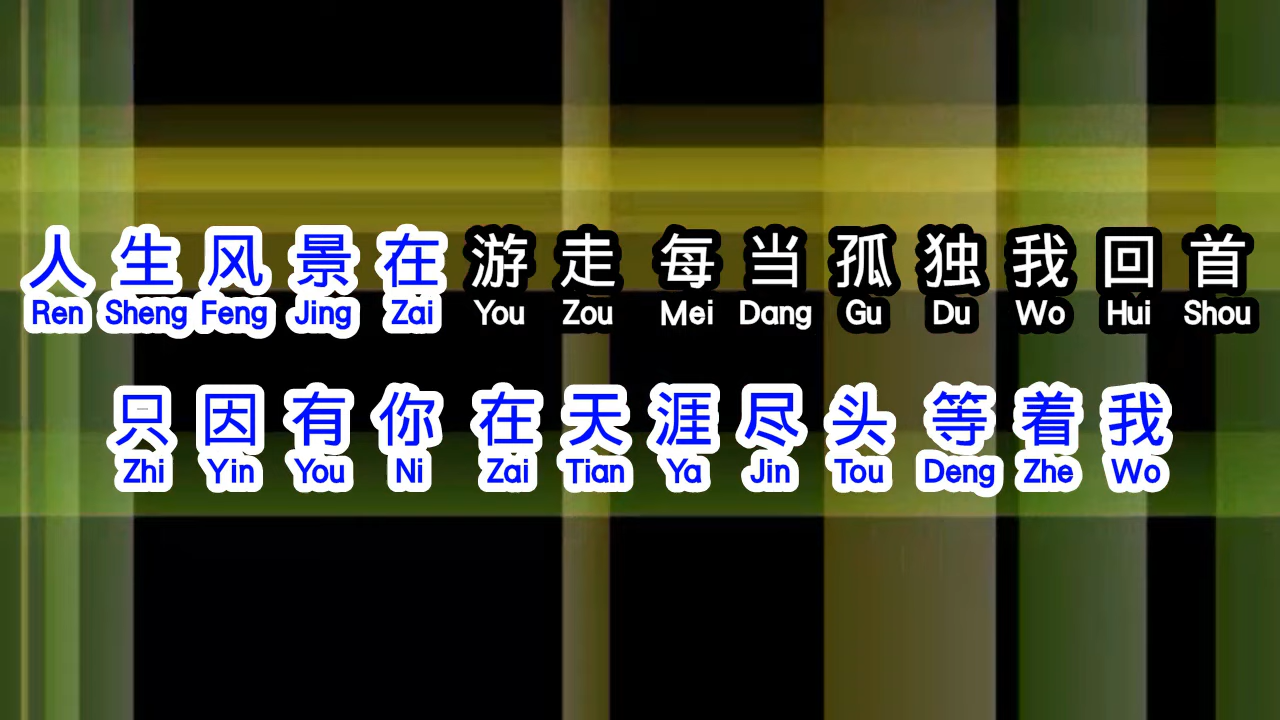 人生风景在游走 每当孤独我回首
Ren Sheng Feng Jing Zai You Zou Mei Dang Gu Du Wo Hui Shou
只因有你 在天涯尽头 等着我
Zhi Yin You Ni Zai Tian Ya Jin Tou Deng Zhe Wo